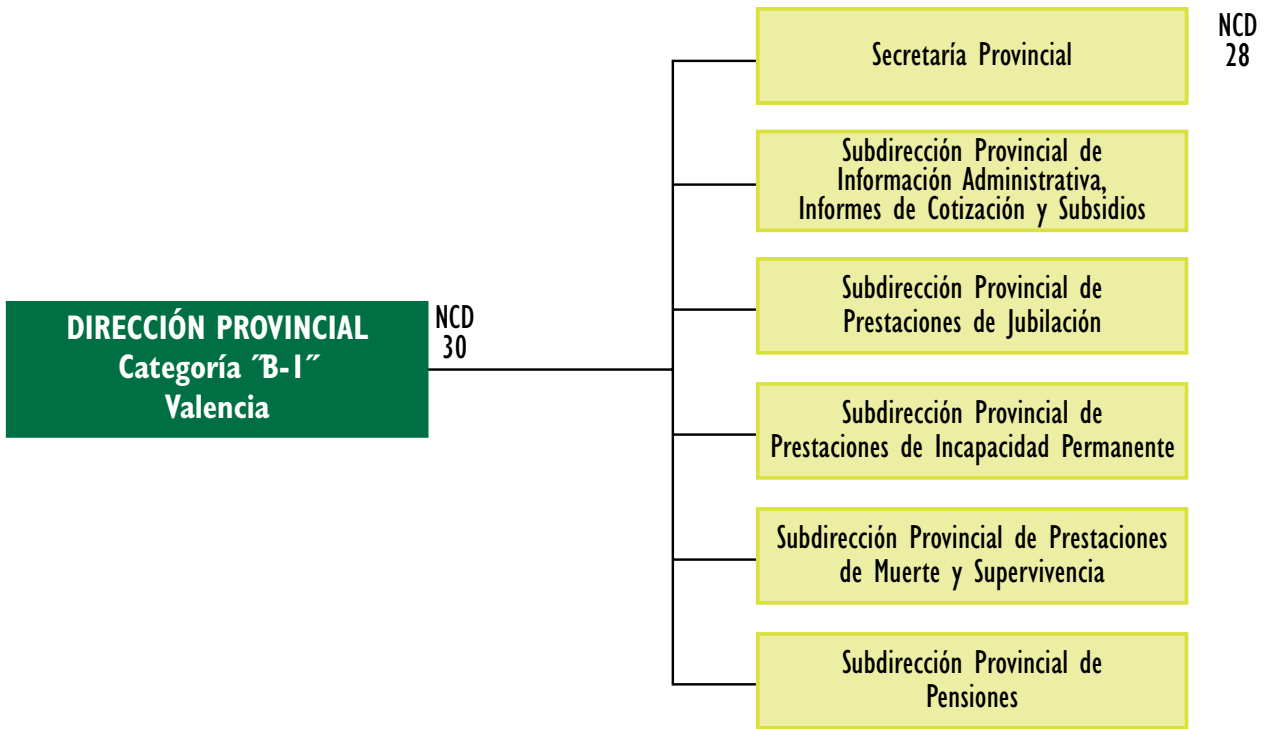 DIRECCIÓN PROVINCIAL
Categoría ˝B-1˝
Valencia
NCD
30
Secretaría Provincial
NCD
28
Subdirección Provincial de
Información Administrativa,
Informes de Cotización y Subsidios
Subdirección Provincial de
Prestaciones de Jubilación
Subdirección Provincial de
Prestaciones de Incapacidad Permanente
Subdirección Provincial de Prestaciones
de Muerte y Supervivencia
Subdirección Provincial de
Pensiones